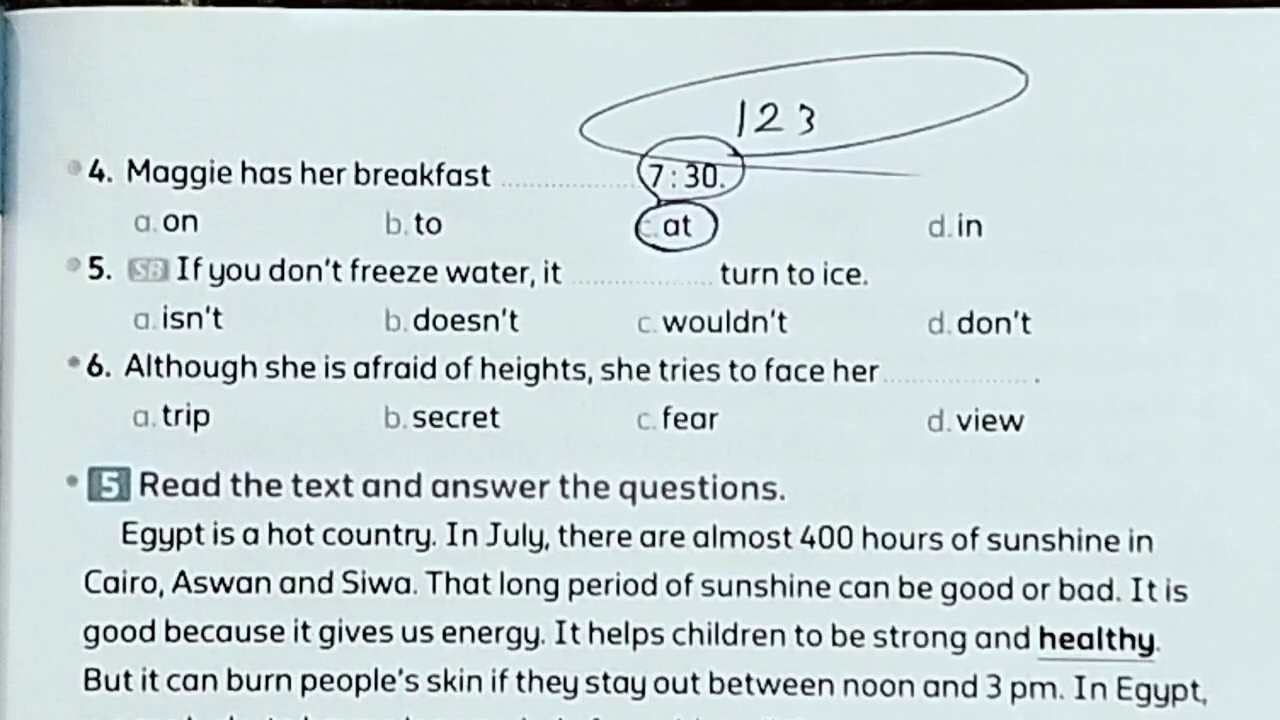 123
4. Maggie has her breakfast .................. 7:30.
a. on b. to c. at d. in
5. SB If you don't freeze water, it .................. turn to ice.
a. isn't b. doesn't c. wouldn't d. don't
6. Although she is afraid of heights, she tries to face her .................. .
a. trip b. secret c. fear d. view
5 Read the text and answer the questions.
Egypt is a hot country. In July, there are almost 400 hours of sunshine in
Cairo, Aswan and Siwa. That long period of sunshine can be good or bad. It is
good because it gives us energy. It helps children to be strong and healthy.
But it can burn people's skin if they stay out between noon and 3 pm. In Egypt,